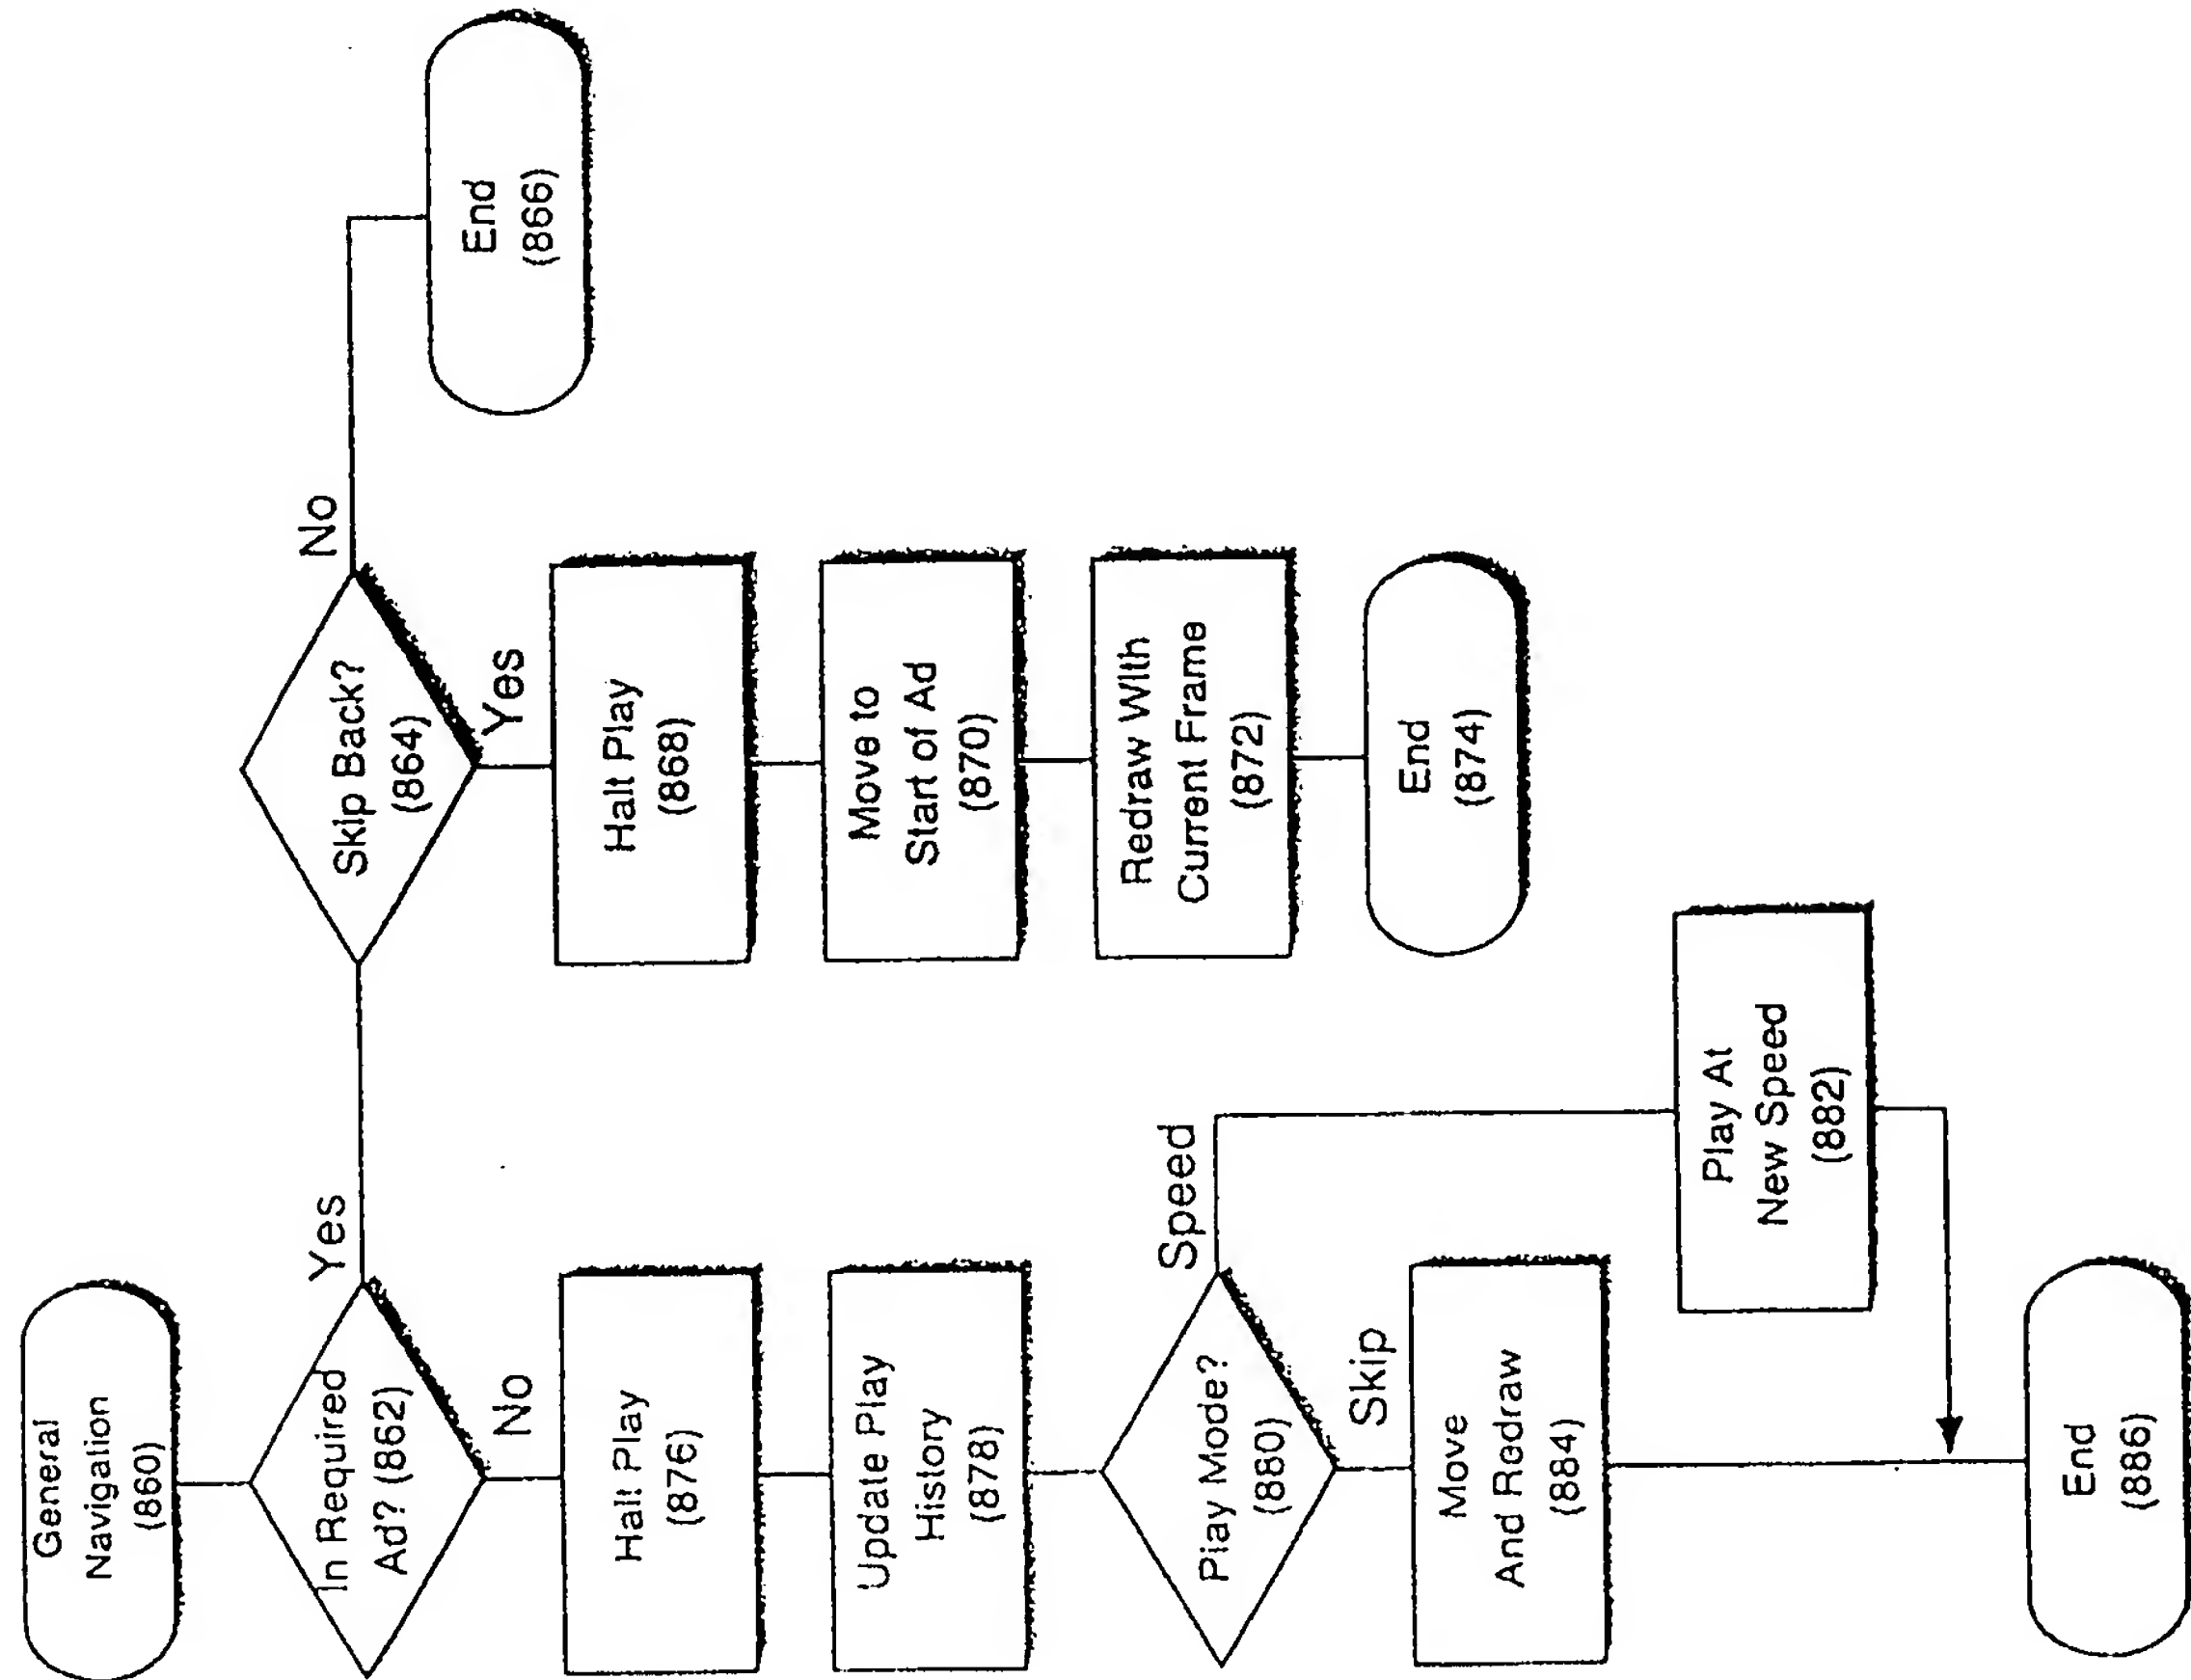 General
Navigation
(860)
In Required
Ad? (862)
Yes
No
Skip Back?
(864)
No
Yes
End
(866)
Halt Play
(868)
Move to
Start of Ad
(870)
Redraw With
Current Frame
(872)
End
(874)
Halt Play
(876)
Update Play
History
(878)
Play Mode?
(880)
Speed
Skip
Play At
New Speed
(882)
Move
And Redraw
(884)
End
(886)